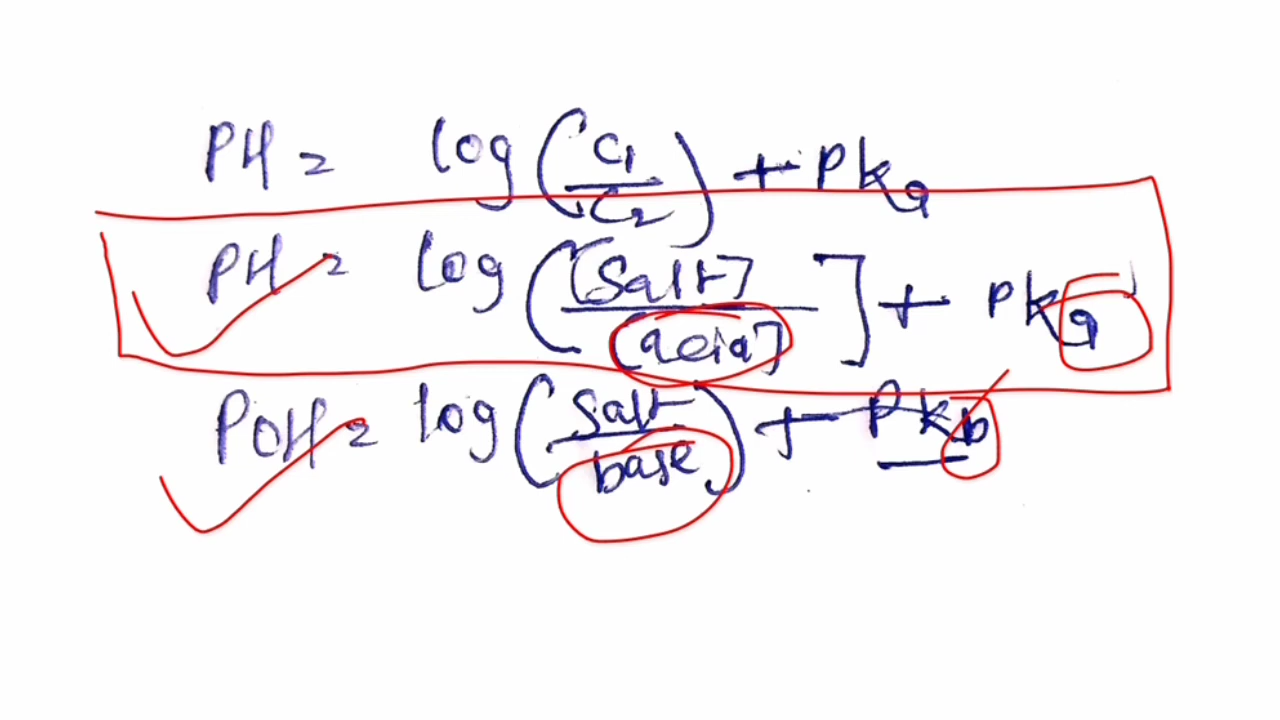 PH = log (C1/C2) + Pka
PH = log ([Salt]/[acid]] + Pka
POH = log (Salt/base) + Pkb